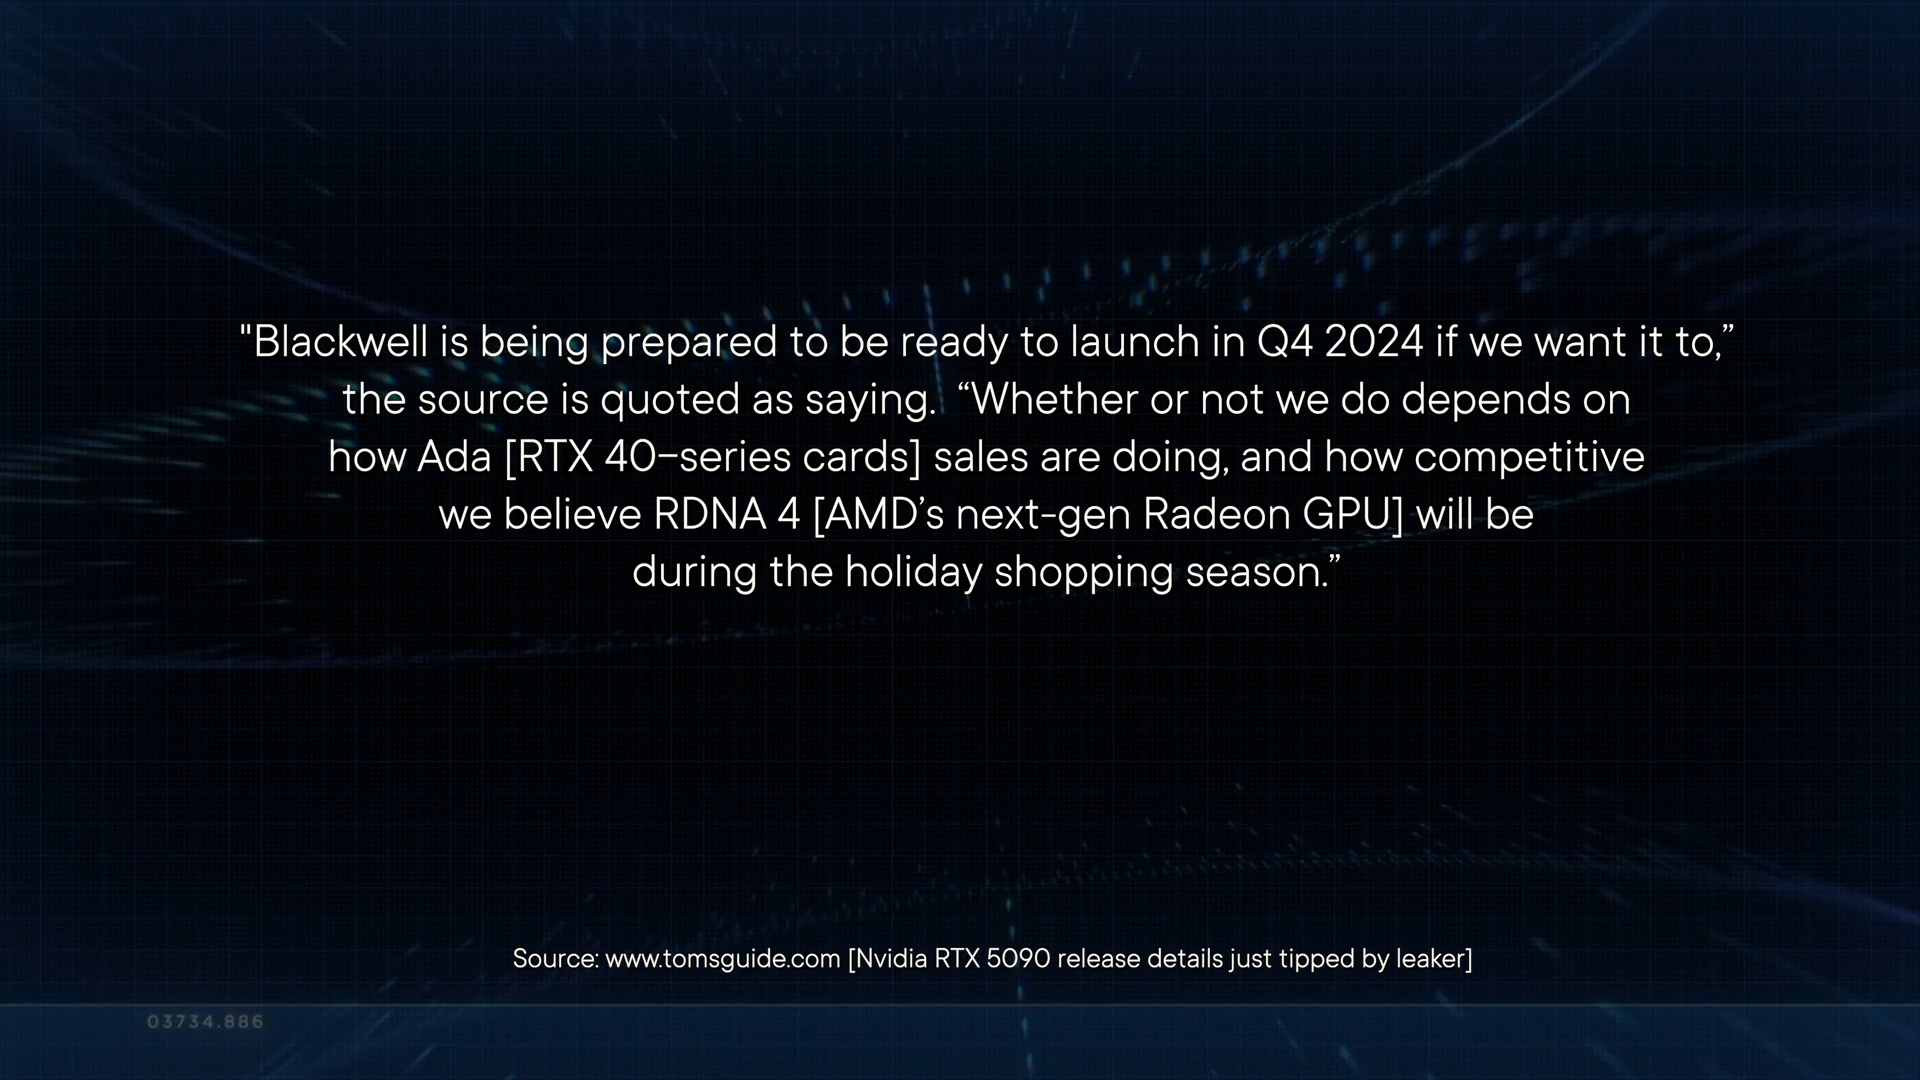 "Blackwell is being prepared to be ready to launch in Q4 2024 if we want it to,”
the source is quoted as saying. “Whether or not we do depends on
how Ada [RTX 40–series cards] sales are doing, and how competitive
we believe RDNA 4 [AMD’s next-gen Radeon GPU] will be
during the holiday shopping season.”
Source: www.tomsguide.com [Nvidia RTX 5090 release details just tipped by leaker]
03734.886